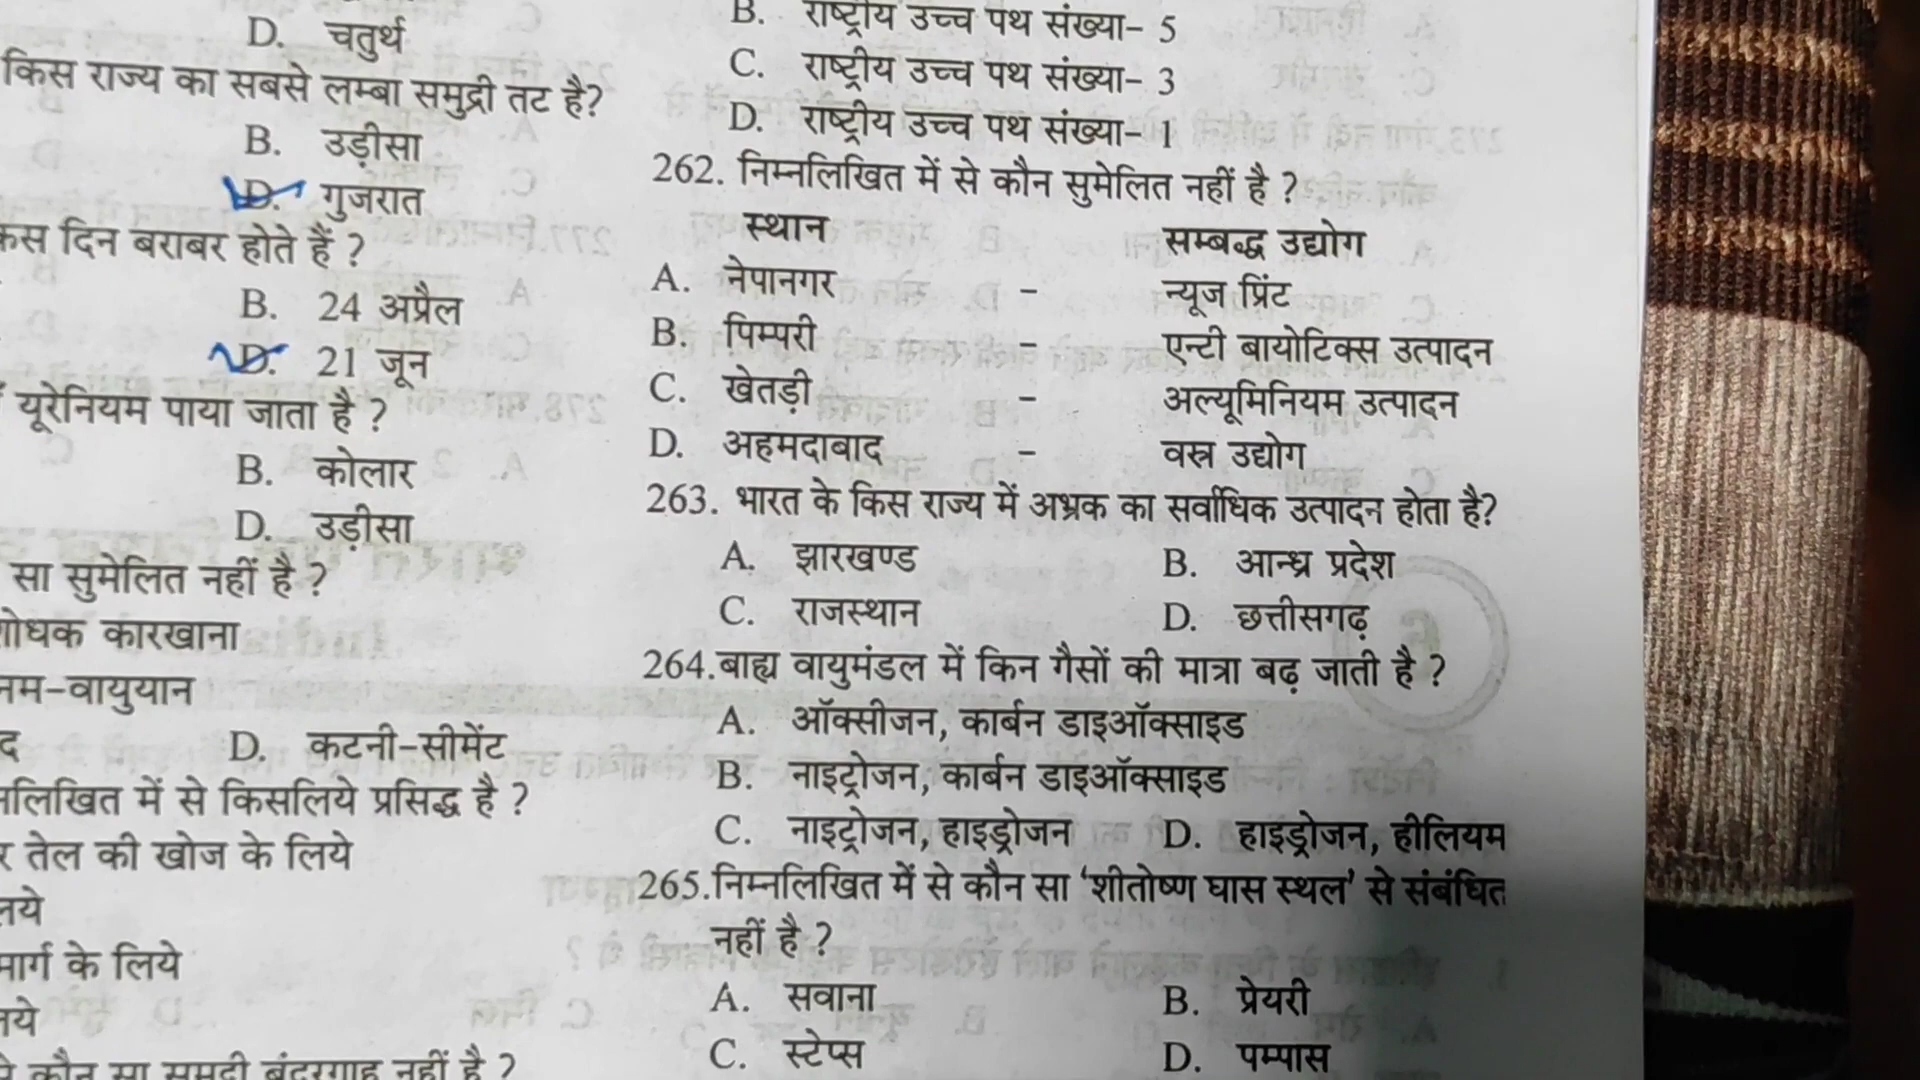 D. चतुर्थ
किस राज्य का सबसे लम्बा समुद्री तट है?
B. उड़ीसा
D. गुजरात
दिन बराबर होते हैं ?
B. 24 अप्रैल
D. 21 जून
यूरेनियम पाया जाता है ?
B. कोलार
D. उड़ीसा
सा सुमेलित नहीं है ?
कारखाना
वायुयान
D. कटनी-सीमेंट
में से किसलिये प्रसिद्ध है ?
तेल की खोज के लिये
मार्ग के लिये
कौन सा समुद्री बंदरगाह नहीं है ?
B. राष्ट्रीय उच्च पथ संख्या- 5
C. राष्ट्रीय उच्च पथ संख्या- 3
D. राष्ट्रीय उच्च पथ संख्या- 1
262. निम्नलिखित में से कौन सुमेलित नहीं है ?
स्थान सम्बद्ध उद्योग
A. नेपानगर - न्यूज प्रिंट
B. पिम्परी - एन्टी बायोटिक्स उत्पादन
C. खेतड़ी - अल्यूमिनियम उत्पादन
D. अहमदाबाद - वस्त्र उद्योग
263. भारत के किस राज्य में अभ्रक का सर्वाधिक उत्पादन होता है?
A. झारखण्ड B. आन्ध्र प्रदेश
C. राजस्थान D. छत्तीसगढ़
264. बाह्य वायुमंडल में किन गैसों की मात्रा बढ़ जाती है ?
A. ऑक्सीजन, कार्बन डाइऑक्साइड
B. नाइट्रोजन, कार्बन डाइऑक्साइड
C. नाइट्रोजन, हाइड्रोजन D. हाइड्रोजन, हीलियम
265. निम्नलिखित में से कौन सा 'शीतोष्ण घास स्थल' से संबंधित
नहीं है ?
A. सवाना B. प्रेयरी
C. स्टेप्स D. पम्पास